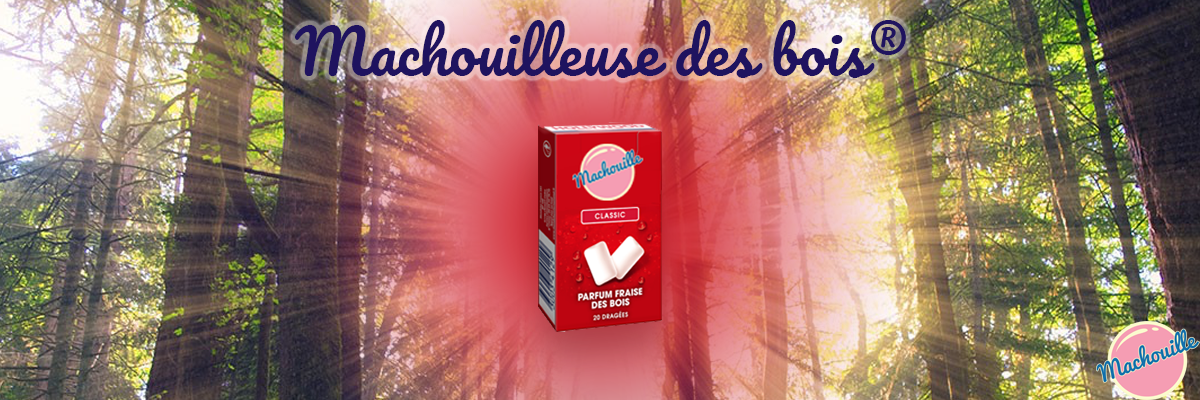 Machouilleuse des bois®
Machouille
CLASSIC
PARFUM FRAISE
DES BOIS
20 DRAGÉES
Machouille